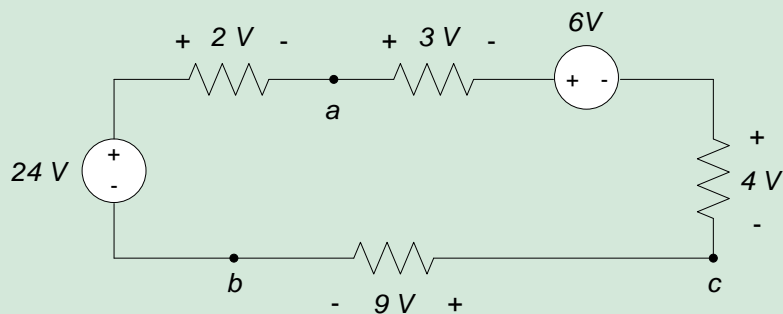 6V
+ 2 V - + 3 V -
+ -
a
+
24 V + -
4 V
-
b c
- 9 V +